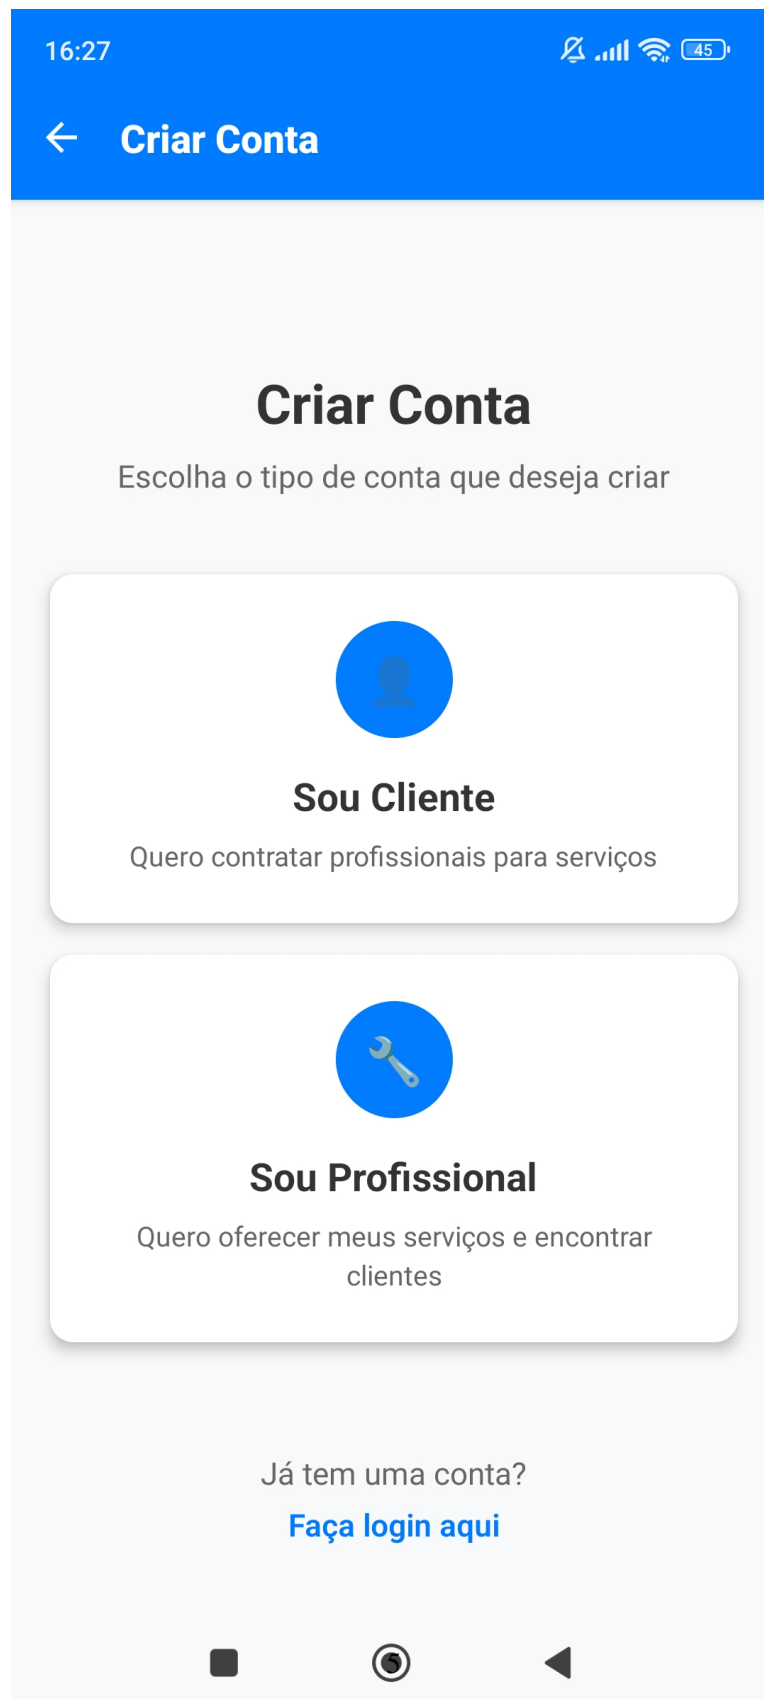 16:27
45
Criar Conta
Criar Conta
Escolha o tipo de conta que deseja criar
Sou Cliente
Quero contratar profissionais para serviços
Sou Profissional
Quero oferecer meus serviços e encontrar
clientes
Já tem uma conta?
Faça login aqui
5